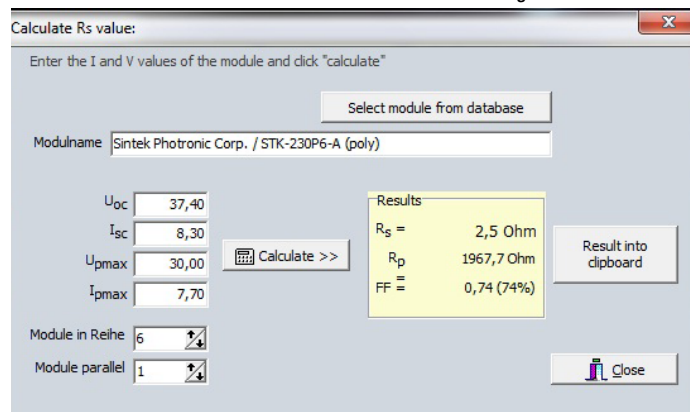 Calculate Rs value:
Enter the I and V values of the module and click "calculate"
Select module from database
Modulname Sintek Photronic Corp. / STK-230P6-A (poly)
Uoc 37,40
Isc 8,30
Upmax 30,00
Ipmax 7,70
Calculate >>
Results
Rs = 2,5 Ohm
Rp = 1967,7 Ohm
FF = 0,74 (74%)
Result into
clipboard
Module in Reihe 6
Module parallel 1
Close